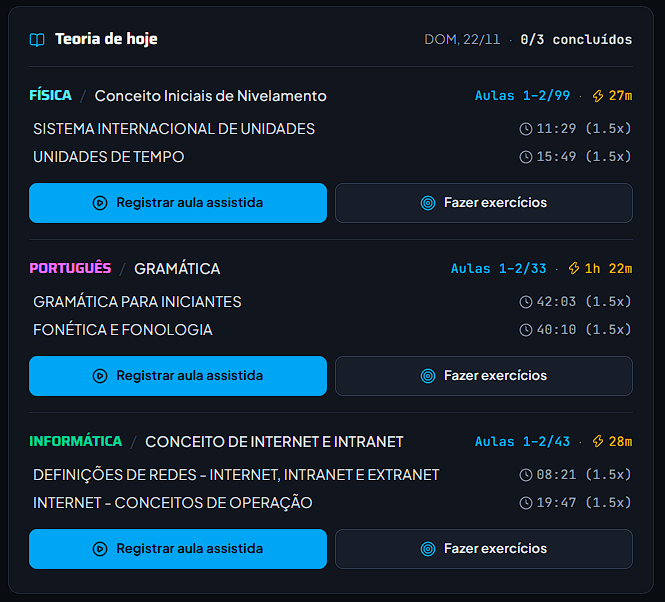 Teoria de hoje DOM, 22/11 · 0/3 concluídos
FÍSICA / Conceito Iniciais de Nivelamento Aulas 1-2/99 · 27m
SISTEMA INTERNACIONAL DE UNIDADES 11:29 (1.5x)
UNIDADES DE TEMPO 15:49 (1.5x)
Registrar aula assistida Fazer exercícios
PORTUGUÊS / GRAMÁTICA Aulas 1-2/33 · 1h 22m
GRAMÁTICA PARA INICIANTES 42:03 (1.5x)
FONÉTICA E FONOLOGIA 40:10 (1.5x)
Registrar aula assistida Fazer exercícios
INFORMÁTICA / CONCEITO DE INTERNET E INTRANET Aulas 1-2/43 · 28m
DEFINIÇÕES DE REDES - INTERNET, INTRANET E EXTRANET 08:21 (1.5x)
INTERNET - CONCEITOS DE OPERAÇÃO 19:47 (1.5x)
Registrar aula assistida Fazer exercícios